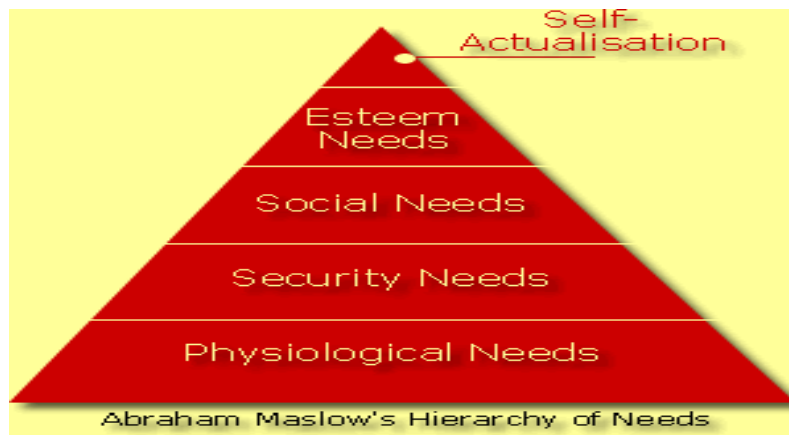 Self-
Actualisation
Esteem
Needs
Social Needs
Security Needs
Physiological Needs
Abraham Maslow's Hierarchy of Needs